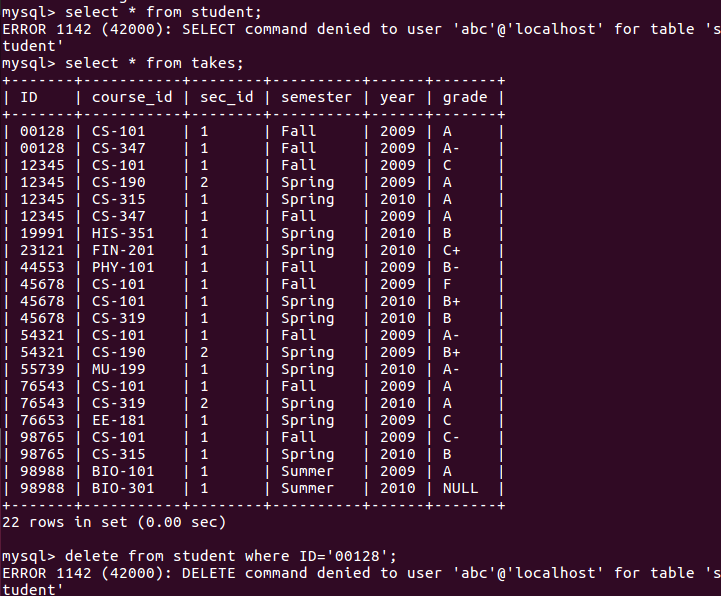 mysql> select * from student;
ERROR 1142 (42000): SELECT command denied to user 'abc'@'localhost' for table 's
tudent'
mysql> select * from takes;
+-------+-----------+--------+----------+------+-------+
| ID    | course_id | sec_id | semester | year | grade |
+-------+-----------+--------+----------+------+-------+
| 00128 | CS-101    | 1      | Fall     | 2009 | A     |
| 00128 | CS-347    | 1      | Fall     | 2009 | A-    |
| 12345 | CS-101    | 1      | Fall     | 2009 | C     |
| 12345 | CS-190    | 2      | Spring   | 2009 | A     |
| 12345 | CS-315    | 1      | Spring   | 2010 | A     |
| 12345 | CS-347    | 1      | Fall     | 2009 | A     |
| 19991 | HIS-351   | 1      | Spring   | 2010 | B     |
| 23121 | FIN-201   | 1      | Spring   | 2010 | C+    |
| 44553 | PHY-101   | 1      | Fall     | 2009 | B-    |
| 45678 | CS-101    | 1      | Fall     | 2009 | F     |
| 45678 | CS-101    | 1      | Spring   | 2010 | B+    |
| 45678 | CS-319    | 1      | Spring   | 2010 | B     |
| 54321 | CS-101    | 1      | Fall     | 2009 | A-    |
| 54321 | CS-190    | 2      | Spring   | 2009 | B+    |
| 55739 | MU-199    | 1      | Spring   | 2010 | A-    |
| 76543 | CS-101    | 1      | Fall     | 2009 | A     |
| 76543 | CS-319    | 2      | Spring   | 2010 | A     |
| 76653 | EE-181    | 1      | Spring   | 2009 | C     |
| 98765 | CS-101    | 1      | Fall     | 2009 | C-    |
| 98765 | CS-315    | 1      | Spring   | 2010 | B     |
| 98988 | BIO-101   | 1      | Summer   | 2009 | A     |
| 98988 | BIO-301   | 1      | Summer   | 2010 | NULL  |
+-------+-----------+--------+----------+------+-------+
22 rows in set (0.00 sec)
mysql> delete from student where ID='00128';
ERROR 1142 (42000): DELETE command denied to user 'abc'@'localhost' for table 's
tudent'